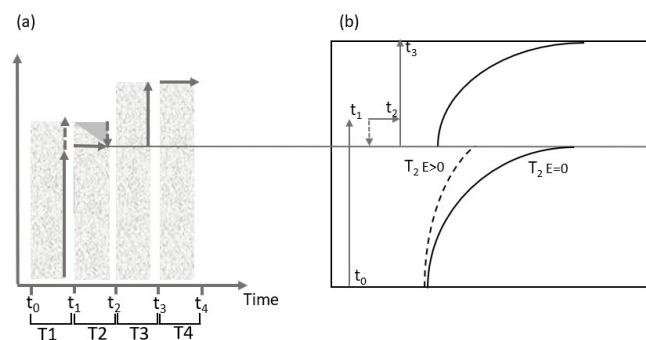 (a)
(b)
t3
t1
t2
T2 E>0
T2 E=0
t0
t0 t1 t2 t3 t4
Time
T1 T2 T3 T4